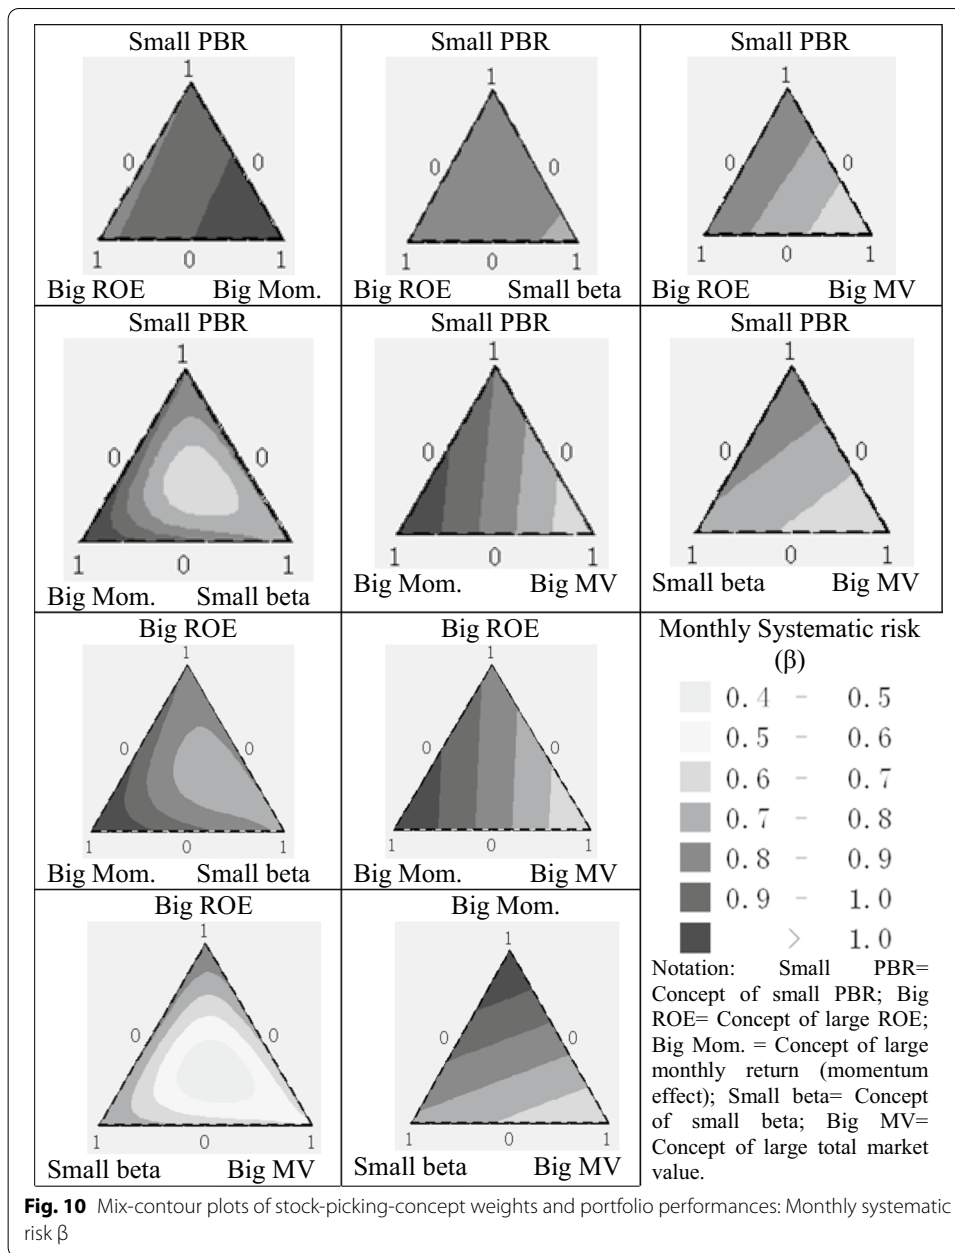 Small PBR
1
0 0
1 0 1
Big ROE Big Mom.
Small PBR
1
0 0
1 0 1
Big ROE Small beta
Small PBR
1
0 0
1 0 1
Big ROE Big MV
Small PBR
1
0 0
1 0 1
Big Mom. Small beta
Small PBR
1
0 0
1 0 1
Big Mom. Big MV
Small PBR
1
0 0
1 0 1
Small beta Big MV
Big ROE
1
0 0
1 0 1
Big Mom. Small beta
Big ROE
1
0 0
1 0 1
Big Mom. Big MV
Monthly Systematic risk
(β)
0.4 - 0.5
0.5 - 0.6
0.6 - 0.7
0.7 - 0.8
0.8 - 0.9
0.9 - 1.0
> 1.0
Big ROE
1
0 0
1 0 1
Small beta Big MV
Big Mom.
1
0 0
1 0 1
Small beta Big MV
Notation: Small PBR=
Concept of small PBR; Big
ROE= Concept of large ROE;
Big Mom. = Concept of large
monthly return (momentum
effect); Small beta= Concept
of small beta; Big MV=
Concept of large total market
value.
Fig. 10 Mix-contour plots of stock-picking-concept weights and portfolio performances: Monthly systematic
risk β